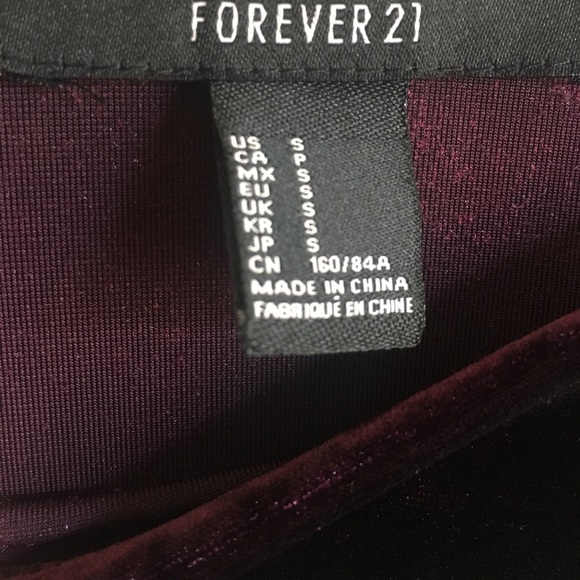 FOREVER 21
US S
CA P
MX S
EU S
UK S
KR S
JP S
CN 160/84A
MADE IN CHINA
FABRIQUÉ EN CHINE